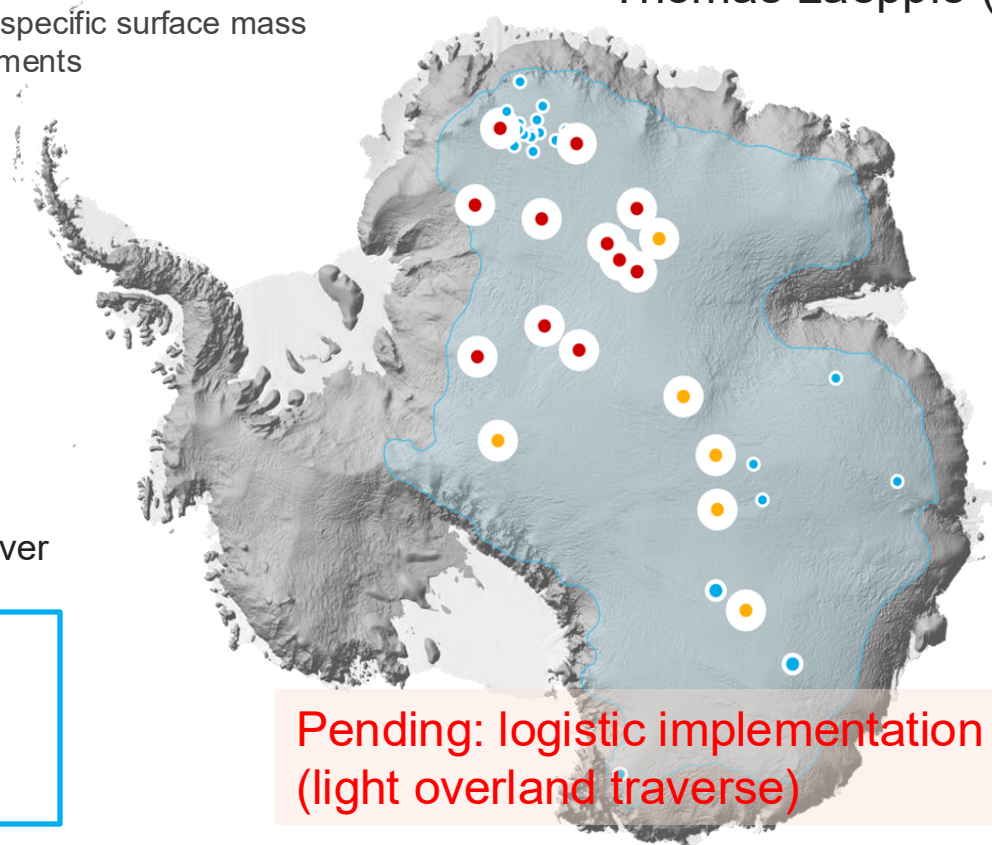 specific surface mass
ments
ver
Pending: logistic implementation
(light overland traverse)